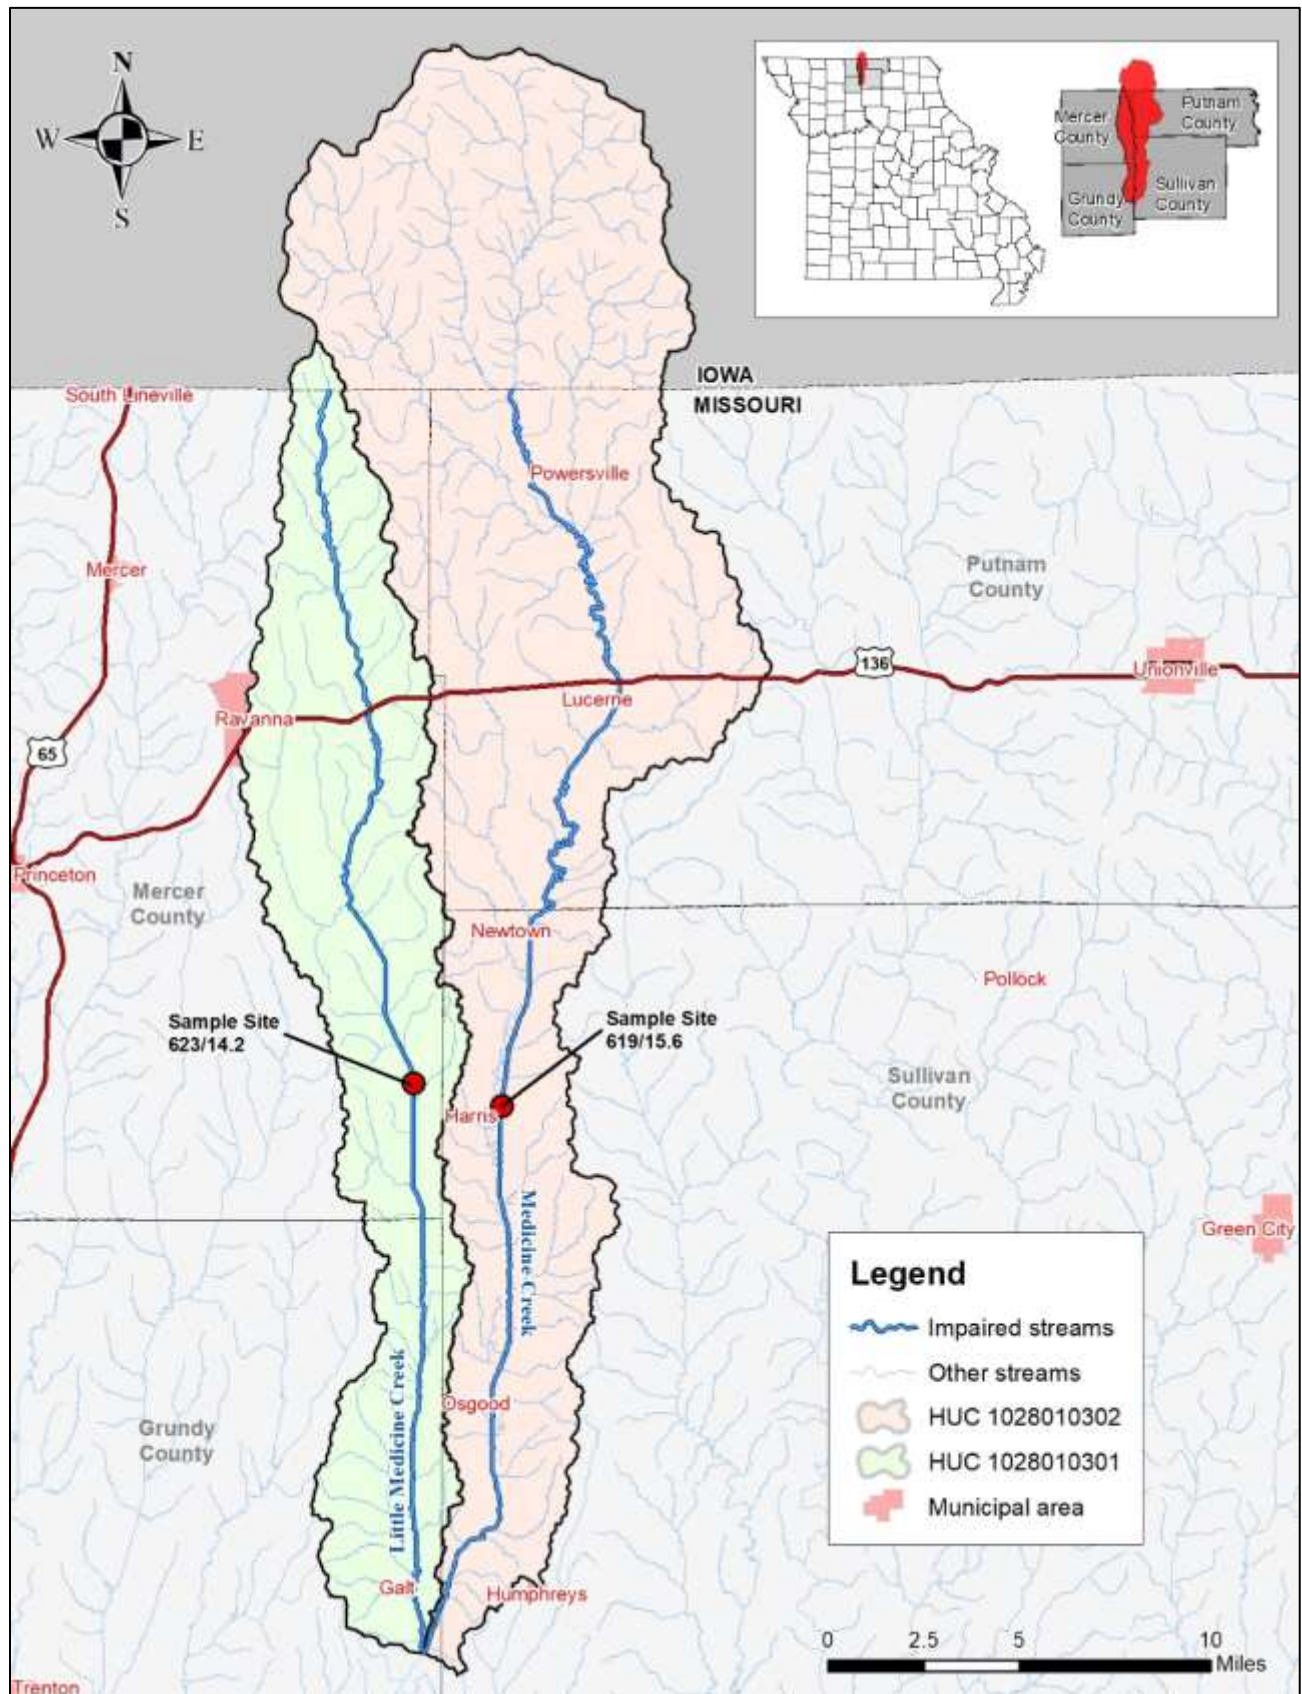 N
W
E
S
Mercer
County
Putnam
County
Grundy
County
Sullivan
County
IOWA
MISSOURI
South Lineville
Powersville
Mercer
Putnam
County
136
Unionville
Lucerne
Ravanna
65
Princeton
Mercer
County
Newtown
Pollock
Sample Site
623/14.2
Sample Site
619/15.6
Sullivan
County
Harris
Medicine Creek
Green City
Legend
Impaired streams
Other streams
HUC 1028010302
HUC 1028010301
Municipal area
Little Medicine Creek
Osgood
Grundy
County
Galt
Humphreys
0 2.5 5 10
Miles
Trenton